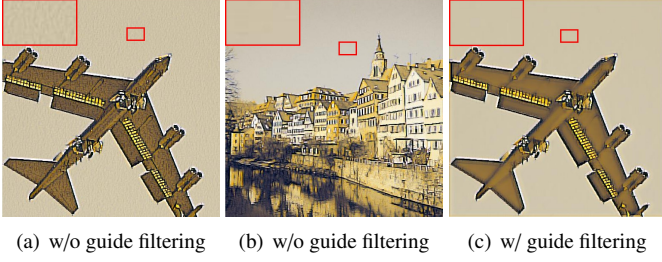 (a) w/o guide filtering
(b) w/o guide filtering
(c) w/ guide filtering